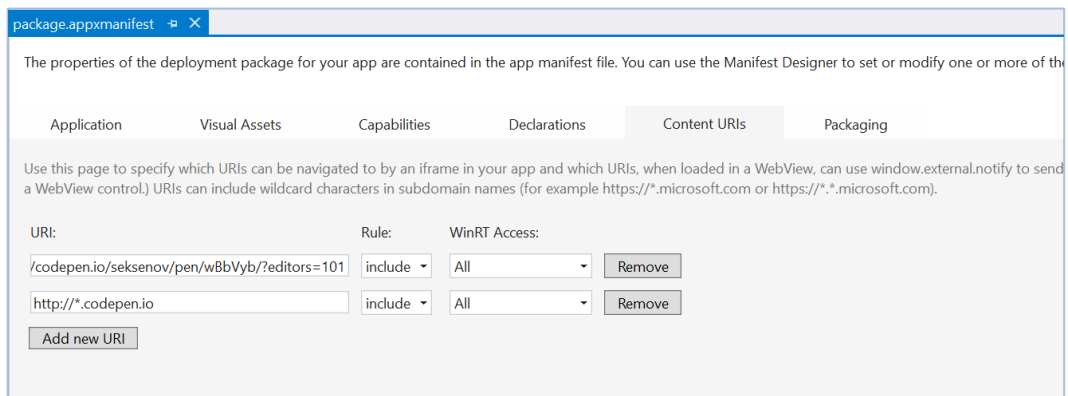 package.appxmanifest
The properties of the deployment package for your app are contained in the app manifest file. You can use the Manifest Designer to set or modify one or more of the
Application Visual Assets Capabilities Declarations Content URIs Packaging
Use this page to specify which URIs can be navigated to by an iframe in your app and which URIs, when loaded in a WebView, can use window.external.notify to send
a WebView control.) URIs can include wildcard characters in subdomain names (for example https://*.microsoft.com or https://*.*.microsoft.com).
URI: Rule: WinRT Access:
/codepen.io/seksenov/pen/wBbVyb/?editors=101 include All Remove
http://*.codepen.io include All Remove
Add new URI